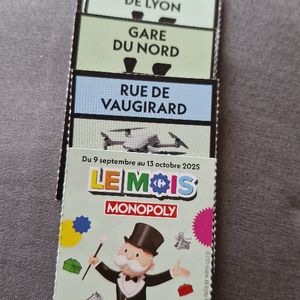 DE LYON
GARE
DU NORD
RUE DE
VAUGIRARD
Du 9 septembre au 13 octobre 2025
LE MOIS
MONOPOLY